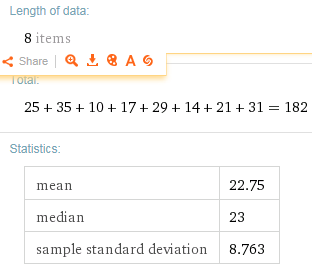 Length of data:
8 items
Share A
Total:
25 + 35 + 10 + 17 + 29 + 14 + 21 + 31 = 182
Statistics:
mean 22.75
median 23
sample standard deviation 8.763